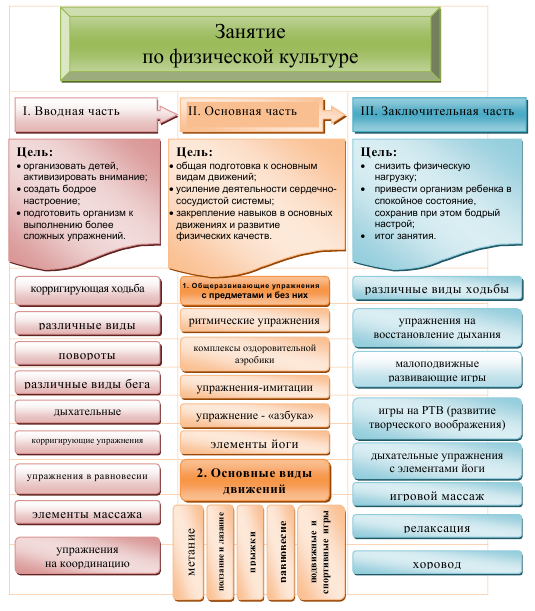 Занятие
по физической культуре
I. Вводная часть
II. Основная часть
III. Заключительная часть
Цель:
• организовать детей,
активизировать внимание;
• создать бодрое
настроение;
• подготовить организм к
выполнению более
сложных упражнений.
Цель:
• общая подготовка к основным
видам движений;
• усиление деятельности сердечно-
сосудистой системы;
• закрепление навыков в основных
движениях и развитие
физических качеств.
Цель:
• снизить физическую
нагрузку;
• привести организм ребенка в
спокойное состояние,
сохранив при этом бодрый
настрой;
• итог занятия.
корригирующая ходьба
различные виды
повороты
различные виды бега
дыхательные
корригирующие упражнения
упражнения в равновесии
элементы массажа
упражнения
на координацию
1. Общеразвивающие упражнения
с предметами и без них
ритмические упражнения
комплексы оздоровительной
аэробики
упражнения-имитации
упражнение - «азбука»
элементы йоги
2. Основные виды
движений
метание
ползание и лазание
прыжки
равновесие
подвижные и
спортивные игры
различные виды ходьбы
упражнения на
восстановление дыхания
малоподвижные
развивающие игры
игры на РТВ (развитие
творческого воображения)
дыхательные упражнения
с элементами йоги
игровой массаж
релаксация
хоровод